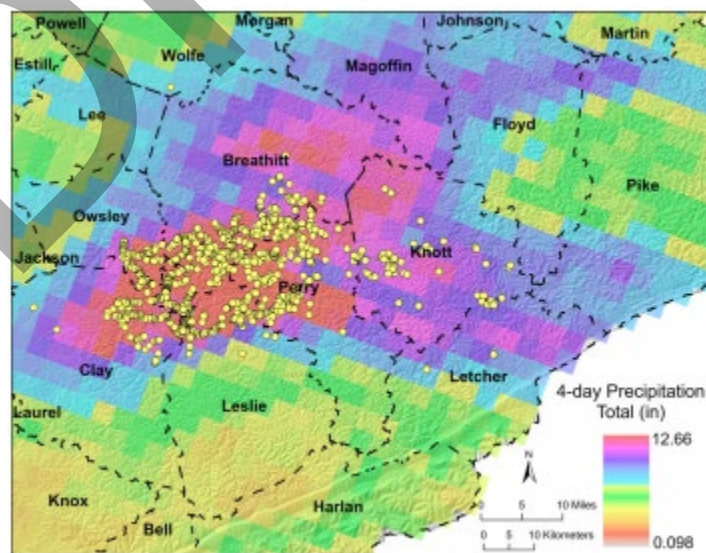 Powell
Morgan
Johnson
Martin
Estill
Wolfe
Magoffin
Lee
Floyd
Breathitt
Pike
Owsley
Jackson
Knott
Perry
Clay
Letcher
4-day Precipitation
Total (in)
Laurel
Leslie
12.66
N
Knox
Harlan
0 5 10 Miles
Bell
0 5 10 Kilometers
0.098